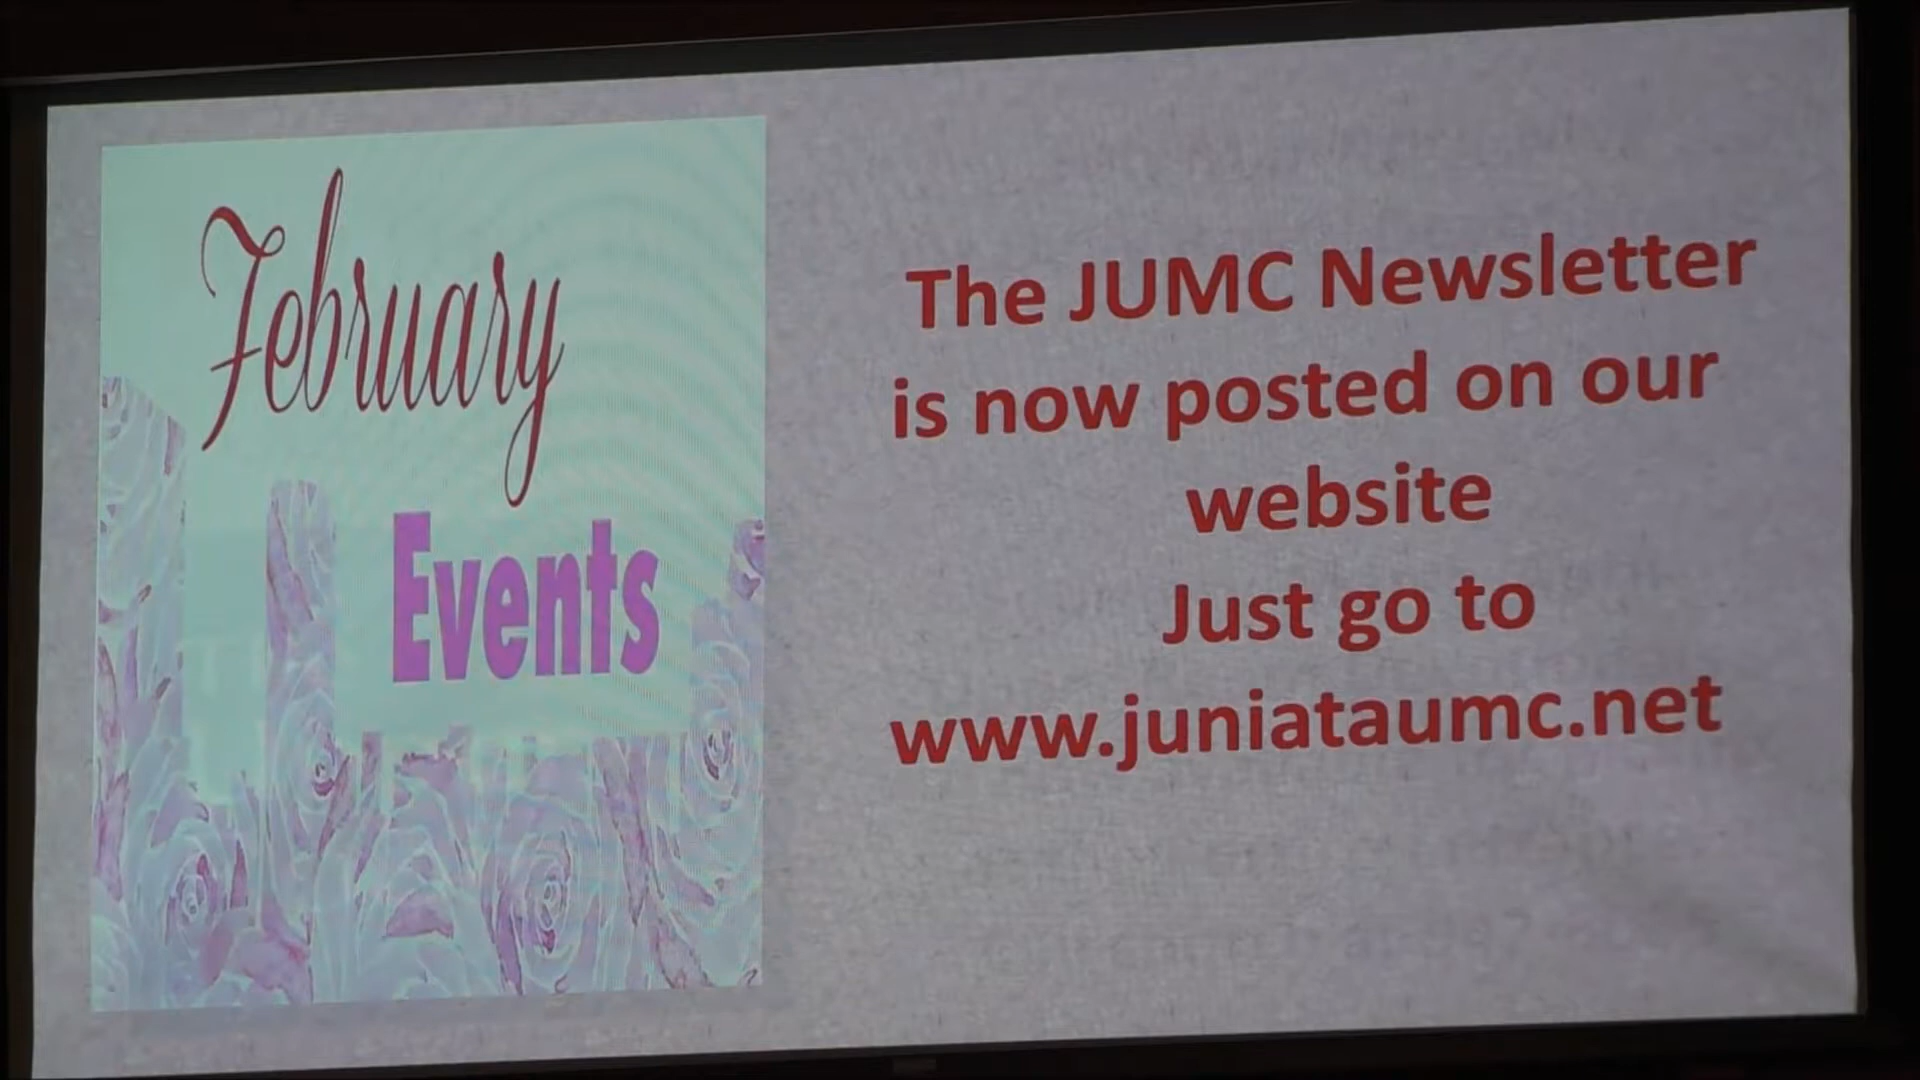 February
Events
The JUMC Newsletter
is now posted on our
website
Just go to
www.juniataumc.net